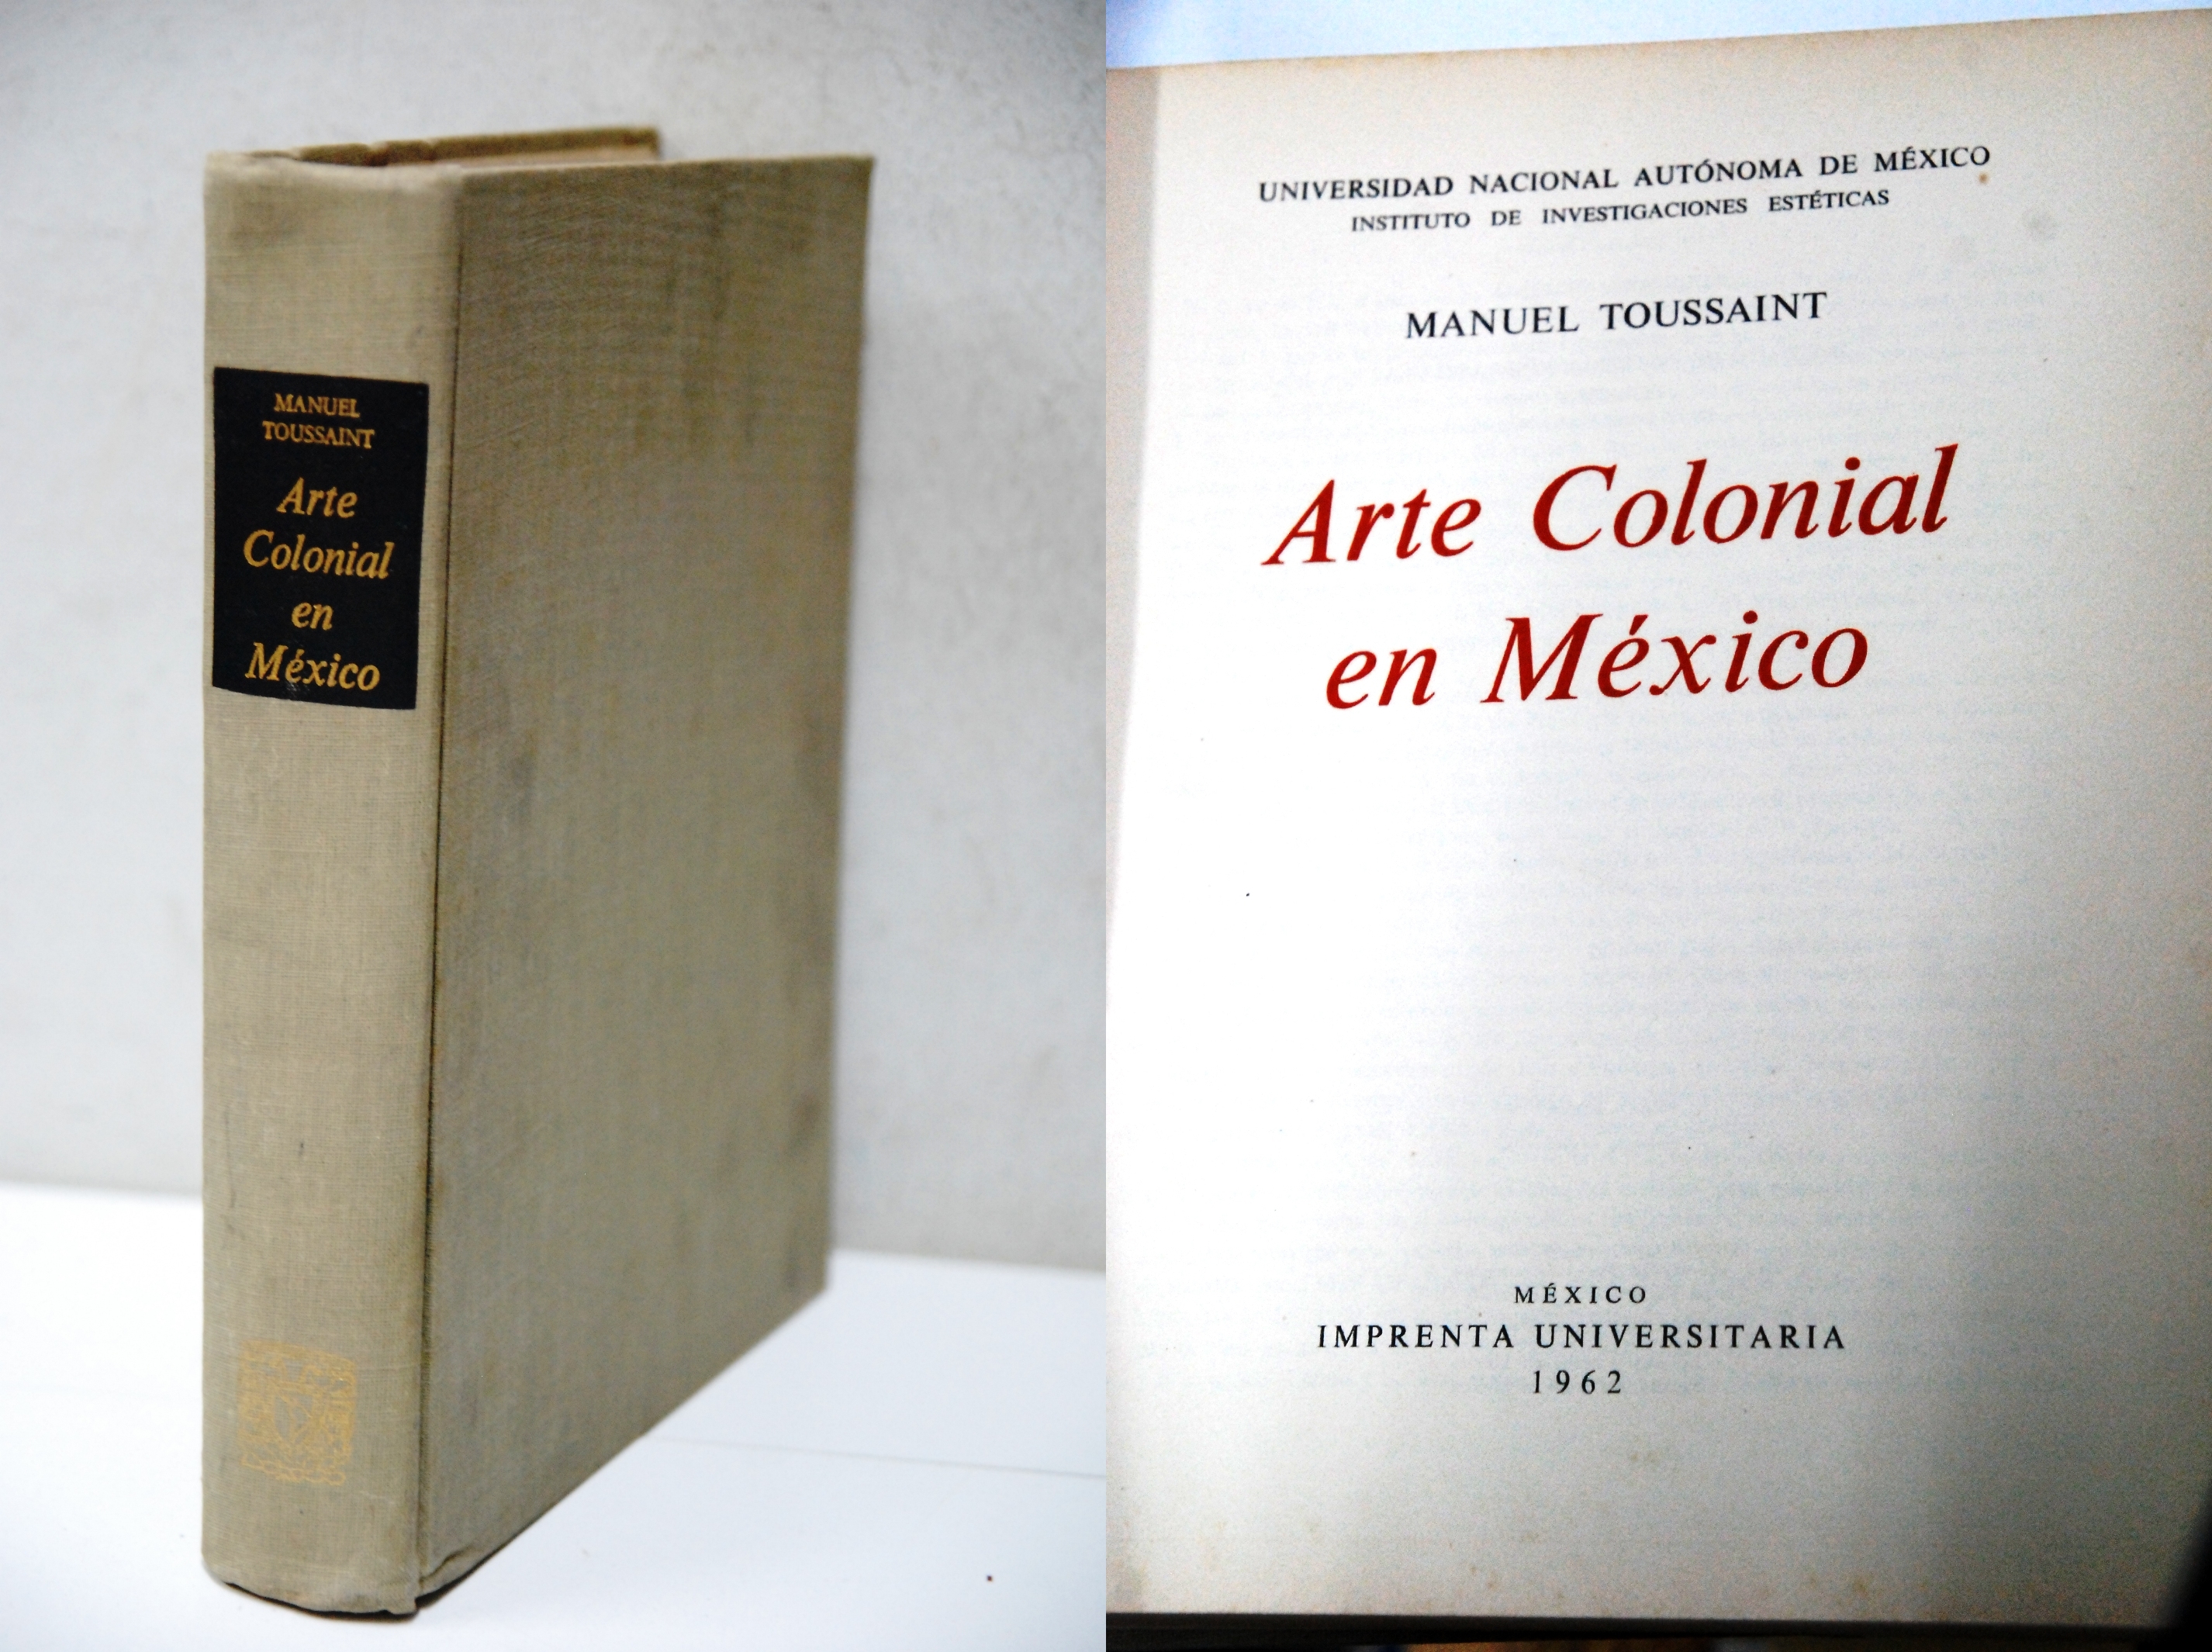 MANUEL
TOUSSAINT
Arte
Colonial
en
México
UNIVERSIDAD NACIONAL AUTÓNOMA DE MÉXICO
INSTITUTO DE INVESTIGACIONES ESTÉTICAS
MANUEL TOUSSAINT
Arte Colonial
en México
MÉXICO
IMPRENTA UNIVERSITARIA
1962